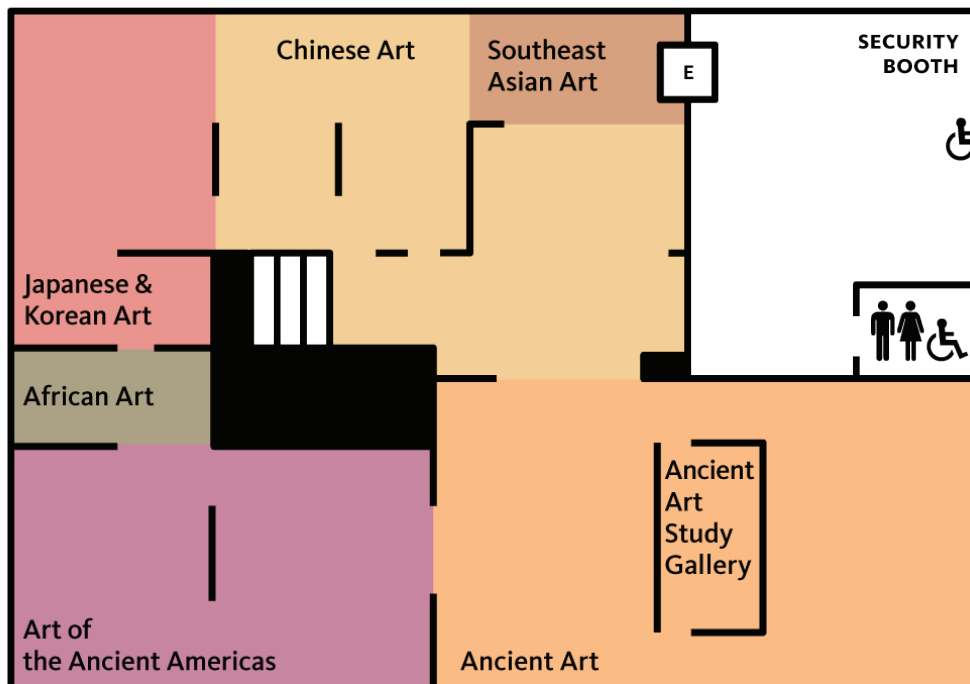 Chinese Art
Southeast
Asian Art
E
SECURITY
BOOTH
Japanese &
Korean Art
African Art
Ancient
Art
Study
Gallery
Art of
the Ancient Americas
Ancient Art